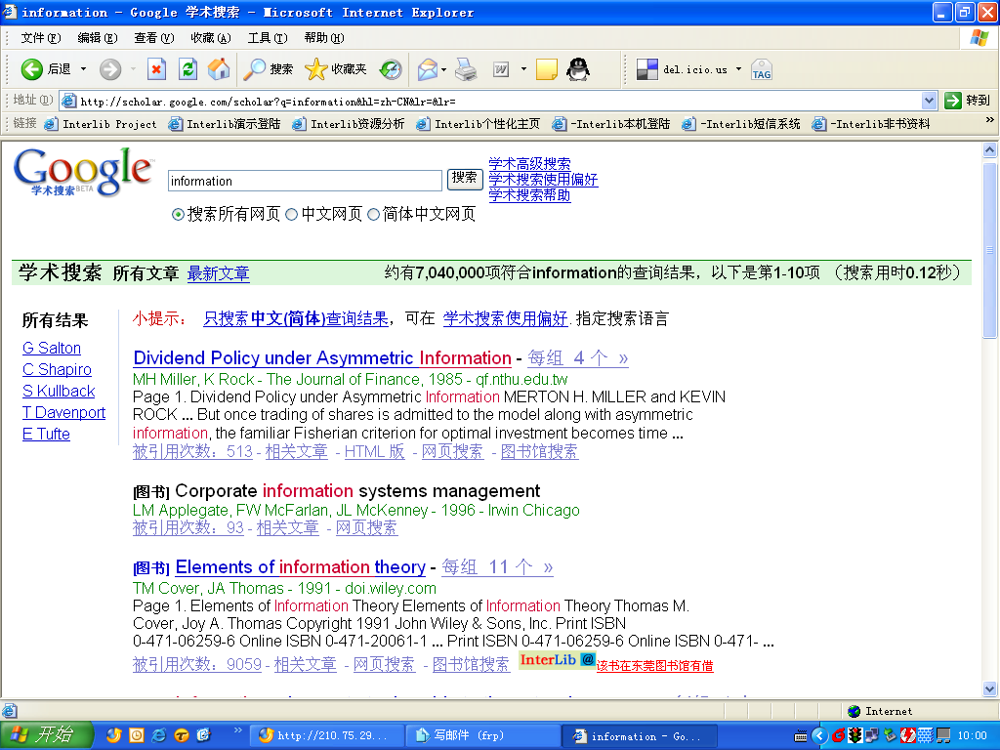 information - Google 学术搜索 - Microsoft Internet Explorer
文件(F) 编辑(E) 查看(V) 收藏(A) 工具(T) 帮助(H)
后退 搜索 收藏夹 del.icio.us TAG
地址(D) http://scholar.google.com/scholar?q=information&hl=zh-CN&lr=&lr= 转到
链接 Interlib Project Interlib演示登陆 Interlib资源分析 Interlib个性化主页 -Interlib本机登陆 -Interlib短信系统 -Interlib非书资料 »
Google 学术搜索 BETA
information 搜索
学术高级搜索
学术搜索使用偏好
学术搜索帮助
搜索所有网页 中文网页 简体中文网页
学术搜索 所有文章 最新文章 约有7,040,000项符合information的查询结果，以下是第1-10项 （搜索用时0.12秒）
所有结果
G Salton
C Shapiro
S Kullback
T Davenport
E Tufte
小提示： 只搜索中文(简体)查询结果，可在 学术搜索使用偏好.指定搜索语言
Dividend Policy under Asymmetric Information - 每组 4 个 »
MH Miller, K Rock - The Journal of Finance, 1985 - qf.nthu.edu.tw
Page 1. Dividend Policy under Asymmetric Information MERTON H. MILLER and KEVIN
ROCK ... But once trading of shares is admitted to the model along with asymmetric
information, the familiar Fisherian criterion for optimal investment becomes time ...
被引用次数：513 - 相关文章 - HTML 版 - 网页搜索 - 图书馆搜索
[图书] Corporate information systems management
LM Applegate, FW McFarlan, JL McKenney - 1996 - Irwin Chicago
被引用次数：93 - 相关文章 - 网页搜索
[图书] Elements of information theory - 每组 11 个 »
TM Cover, JA Thomas - 1991 - doi.wiley.com
Page 1. Elements of Information Theory Elements of Information Theory Thomas M.
Cover, Joy A. Thomas Copyright 1991 John Wiley & Sons, Inc. Print ISBN
0-471-06259-6 Online ISBN 0-471-20061-1 ... Print ISBN 0-471-06259-6 Online ISBN 0-471- ...
被引用次数：9059 - 相关文章 - 网页搜索 - 图书馆搜索 InterLib @ 该书在东莞图书馆有借
Internet
开始 » http://210.75.29... 写邮件 (frp) information - Go... 10:00